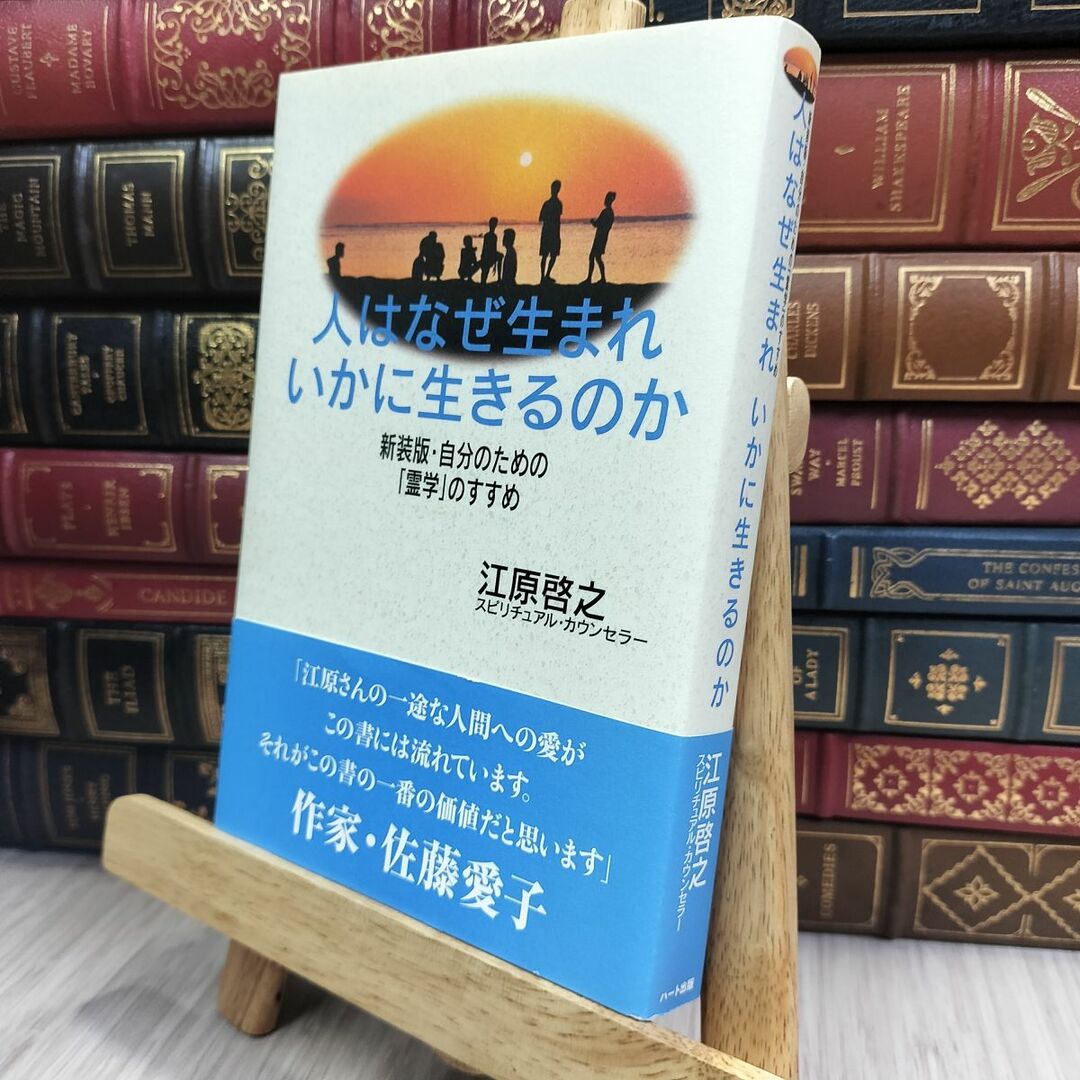 人はなぜ生まれ
いかに生きるのか
新装版・自分のための
「霊学」のすすめ
江原啓之
スピリチュアル・カウンセラー
「江原さんの一途な人間への愛が
この書には流れています。
それがこの書の一番の価値だと思います」
作家・佐藤愛子
人はなぜ生まれ いかに生きるのか
江原啓之
スピリチュアル・カウンセラー
ハート出版
GUSTAVE
FLAUBERT
MADAME
BOVARY
THE
MAGIC
MOUNTAIN
THOMAS
MANN
PLAYS
CANDIDE
THE
ILIAD
WILLIAM
SHAKESPEARE
CHARLES
DICKENS
WAY
MARCEL
PROUST
THE CONFES
OF SAINT AUG
OF
A LADY
COMEDIES